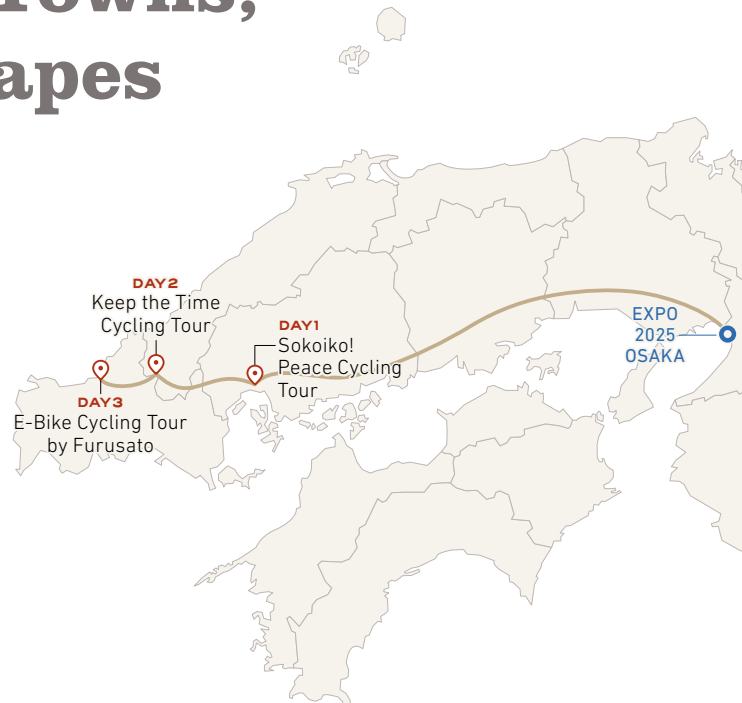 apes
DAY2
Keep the Time
Cycling Tour
DAY1
Sokoiko!
Peace Cycling
Tour
EXPO
2025
OSAKA
DAY3
E-Bike Cycling Tour
by Furusato